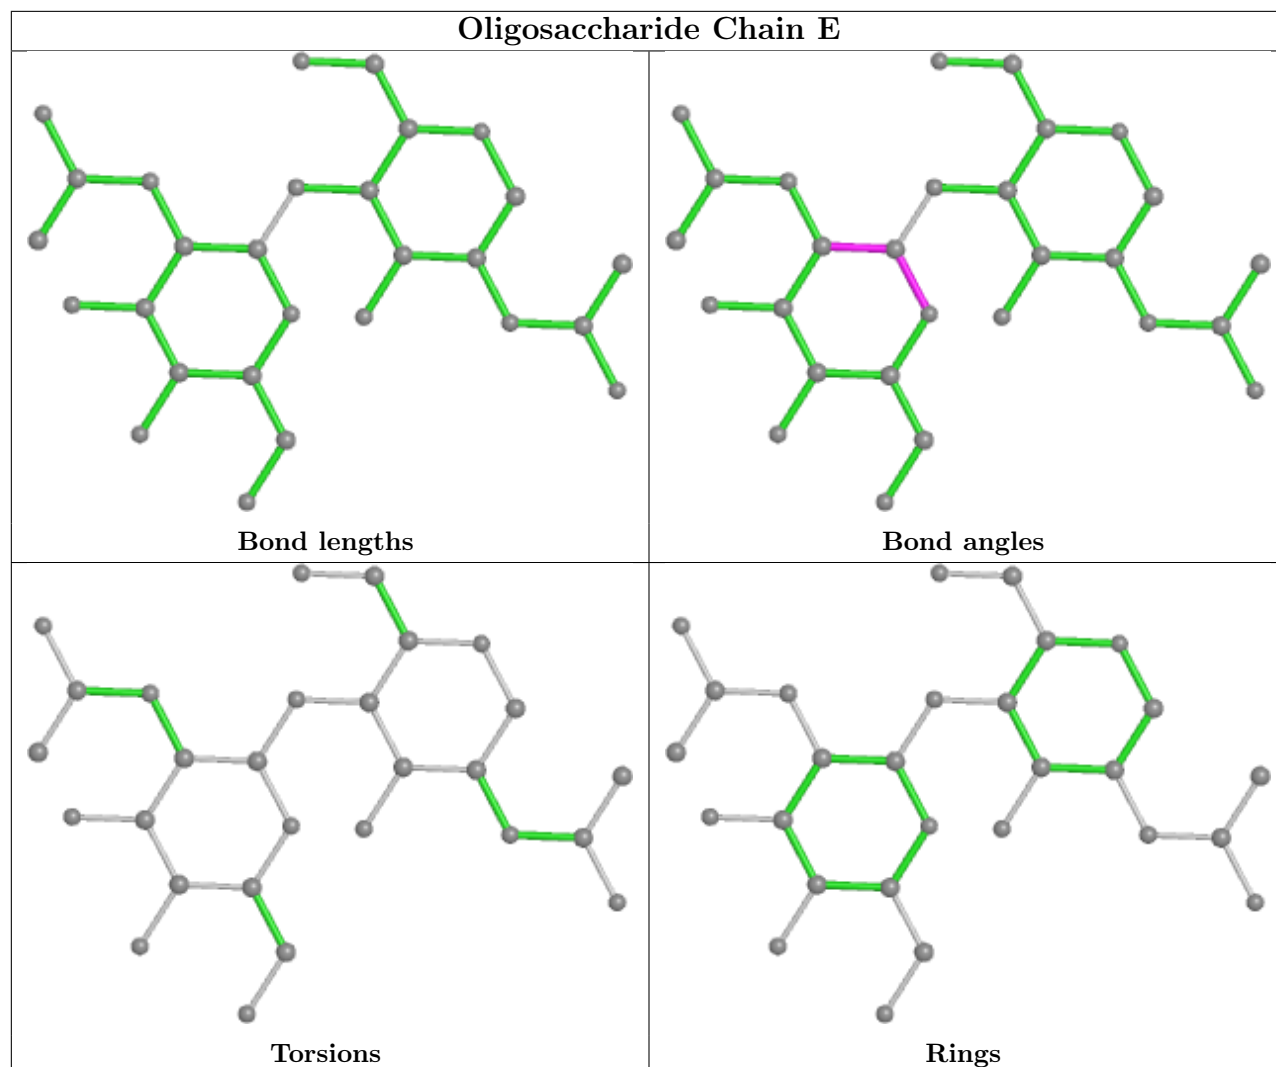 Oligosaccharide Chain E
Bond lengths
Bond angles
Torsions
Rings